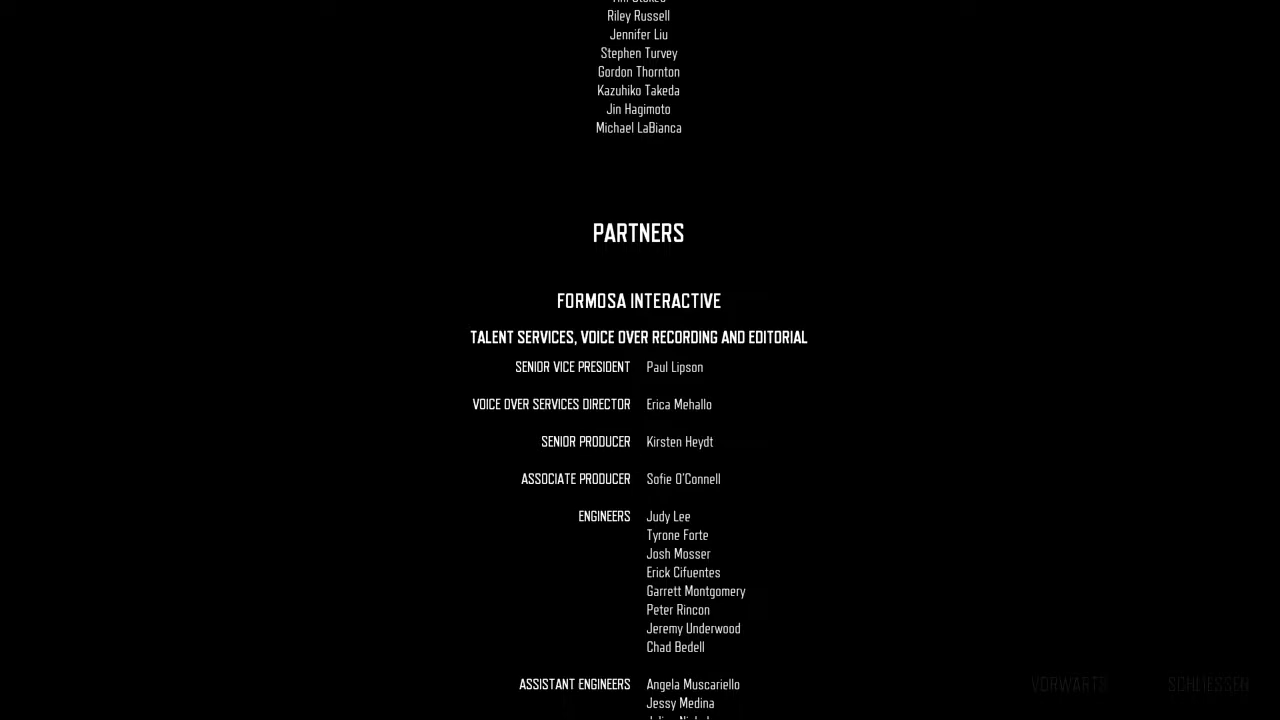 Riley Russell
Jennifer Liu
Stephen Turvey
Gordon Thornton
Kazuhiko Takeda
Jin Hagimoto
Michael LaBianca
PARTNERS
FORMOSA INTERACTIVE
TALENT SERVICES, VOICE OVER RECORDING AND EDITORIAL
SENIOR VICE PRESIDENT Paul Lipson
VOICE OVER SERVICES DIRECTOR Erica Mehallo
SENIOR PRODUCER Kirsten Heydt
ASSOCIATE PRODUCER Sofie O'Connell
ENGINEERS Judy Lee
Tyrone Forte
Josh Mosser
Erick Cifuentes
Garrett Montgomery
Peter Rincon
Jeremy Underwood
Chad Bedell
ASSISTANT ENGINEERS Angela Muscariello
Jessy Medina
VORWÄRTS SCHLIESSEN